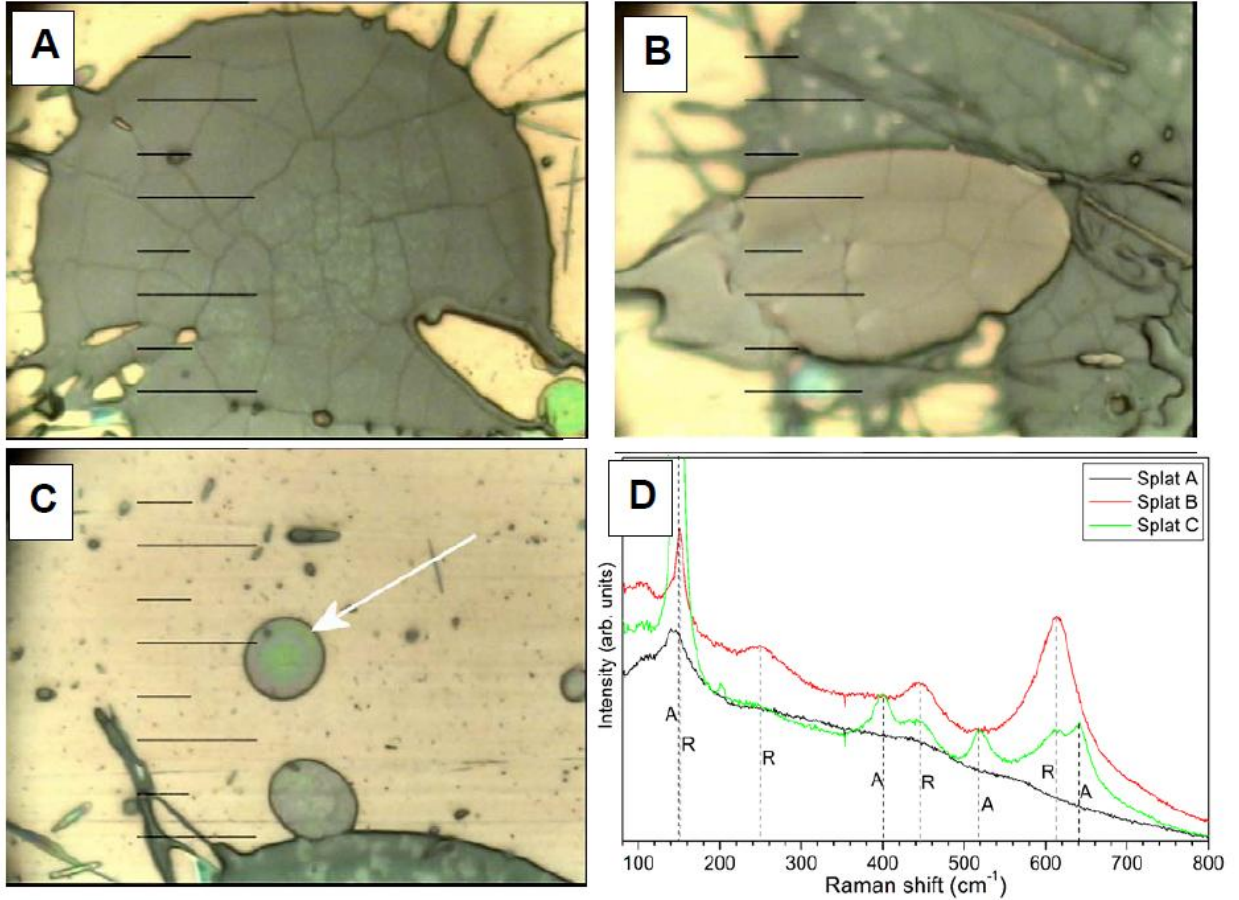 A
B
C
D
Splat A
Splat B
Splat C
Intensity (arb. units)
A
R
R
A
R
A
R
A
100 200 300 400 500 600 700 800
Raman shift (cm⁻¹)